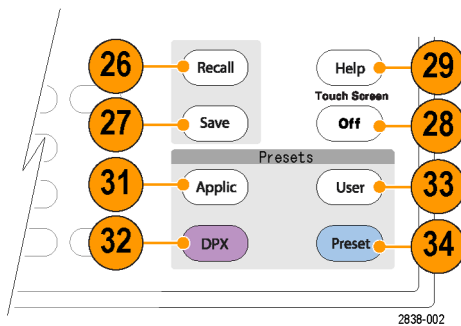 26 Recall Help 29
Touch Screen
27 Save Off 28
Presets
31 Applic User 33
32 DPX Preset 34
2838-002